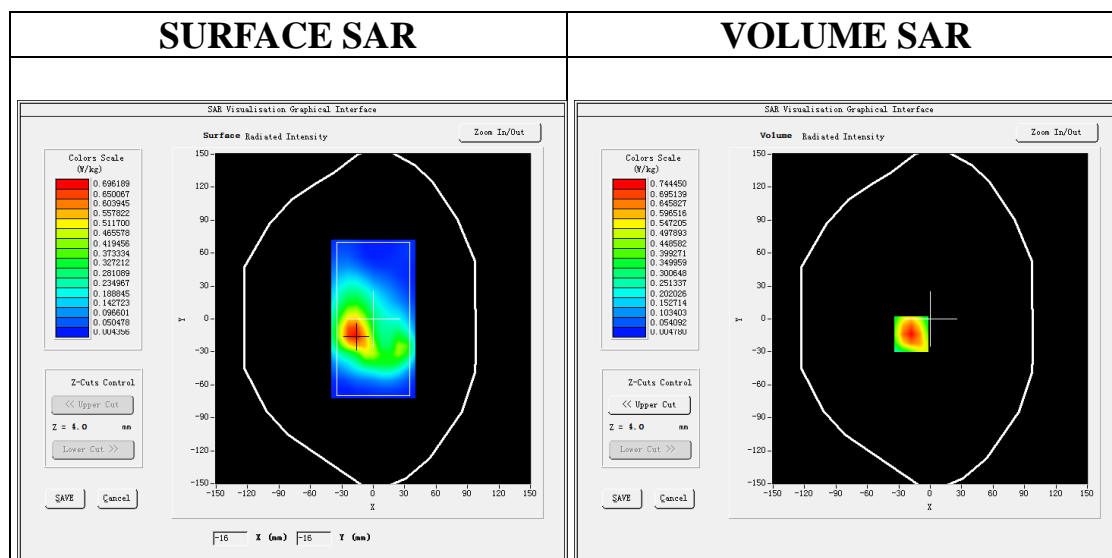 SURFACE SAR
VOLUME SAR
SAR Visualisation Graphical Interface
Surface Radiated Intensity
Zoom In/Out
Colors Scale
(W/kg)
0.696189
0.650067
0.603945
0.557822
0.511700
0.465578
0.419456
0.373334
0.327212
0.281089
0.234967
0.188845
0.142723
0.096601
0.050478
0.004356
150
120
90
60
30
0
-30
-60
-90
-120
-150
Y
-150 -120 -90 -60 -30 0 30 60 90 120 150
X
Z-Cuts Control
<< Upper Cut
Z = 4.0 mm
Lower Cut >>
SAVE Cancel
-16 X (mm) -16 Y (mm)
SAR Visualisation Graphical Interface
Volume Radiated Intensity
Zoom In/Out
Colors Scale
(W/kg)
0.744450
0.695139
0.645827
0.596516
0.547205
0.497893
0.448582
0.399271
0.349959
0.300648
0.251337
0.202026
0.152714
0.103403
0.054092
0.004780
150
120
90
60
30
0
-30
-60
-90
-120
-150
Y
-150 -120 -90 -60 -30 0 30 60 90 120 150
X
Z-Cuts Control
<< Upper Cut
Z = 4.0 mm
Lower Cut >>
SAVE Cancel